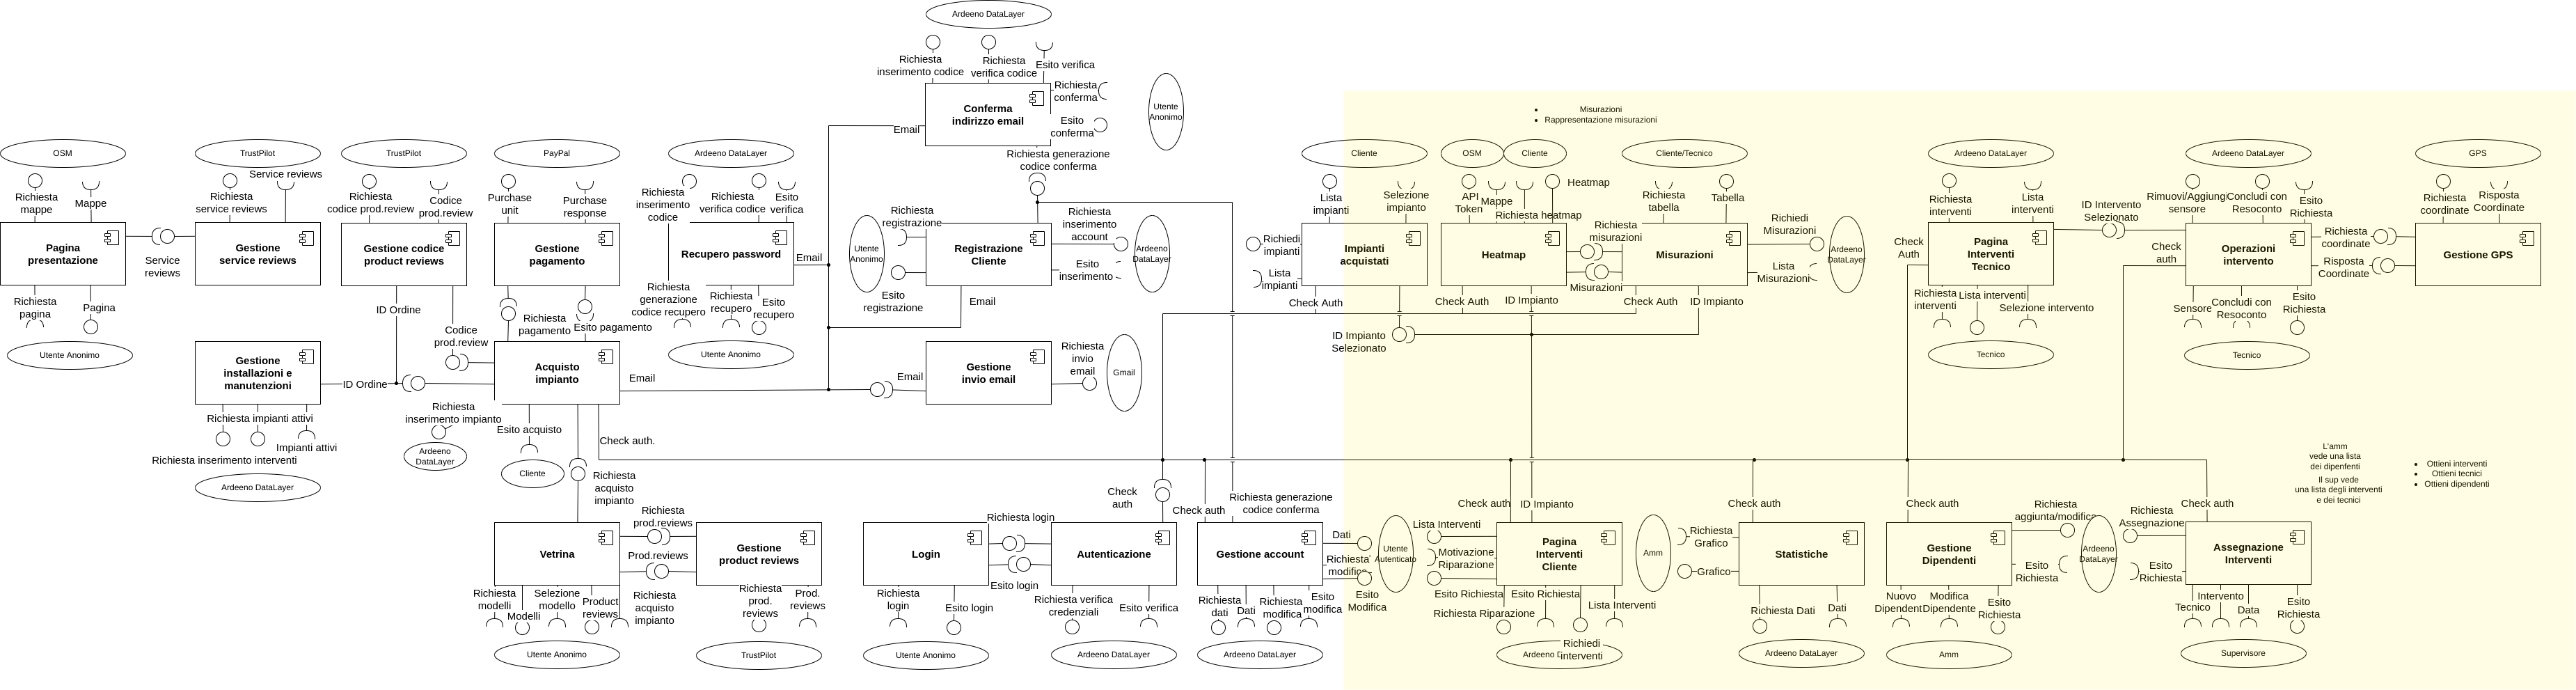 Ardeeno DataLayer
Richiesta
inserimento codice
Richiesta
verifica codice
Esito verifica
Richiesta
conferma
Conferma
indirizzo email
Esito
conferma
Email
Utente
Anonimo
Richiesta generazione
codice conferma
Misurazioni
Rappresentazione misurazioni
OSM
TrustPilot
TrustPilot
PayPal
Ardeeno DataLayer
Cliente
OSM
Cliente
Cliente/Tecnico
Ardeeno DataLayer
Ardeeno DataLayer
GPS
Richiesta
mappe
Mappe
Richiesta
service reviews
Service reviews
Richiesta
codice prod.review
Codice
prod.review
Purchase
unit
Purchase
response
Richiesta
inserimento
codice
Richiesta
verifica codice
Esito
verifica
Pagina
presentazione
Service
reviews
Gestione
service reviews
Gestione codice
product reviews
Gestione
pagamento
Recupero password
Email
Richiesta
pagina
Pagina
Utente Anonimo
ID Ordine
Codice
prod.review
Richiesta
pagamento
Esito pagamento
Richiesta
generazione
codice recupero
Richiesta
recupero
Esito
recupero
Utente Anonimo
Utente
Anonimo
Richiesta
registrazione
Esito
registrazione
Registrazione
Cliente
Richiesta
inserimento
account
Esito
inserimento
Ardeeno
DataLayer
Email
Lista
impianti
Selezione
impianto
Richiedi
impianti
Lista
impianti
Impianti
acquistati
Check Auth
ID Impianto
Selezionato
API
Token
Mappe
Richiesta heatmap
Heatmap
Heatmap
Check Auth
ID Impianto
Richiesta
misurazioni
Misurazioni
Richiesta
tabella
Tabella
Misurazioni
Check Auth
ID Impianto
Richiedi
Misurazioni
Lista
Misurazioni
Ardeeno
DataLayer
Check
Auth
Richiesta
interventi
Lista
interventi
Pagina
Interventi
Tecnico
Richiesta
interventi
Lista interventi
Selezione intervento
Tecnico
ID Intervento
Selezionato
Check
auth
Rimuovi/Aggiungi
sensore
Concludi con
Resoconto
Esito
Richiesta
Operazioni
intervento
Sensore
Concludi con
Resoconto
Esito
Richiesta
Tecnico
Richiesta
coordinate
Risposta
Coordinate
Richiesta
coordinate
Risposta
Coordinate
Gestione GPS
Gestione
installazioni e
manutenzioni
ID Ordine
Richiesta impianti attivi
Impianti attivi
Richiesta inserimento interventi
Ardeeno DataLayer
Richiesta
inserimento impianto
Ardeeno
DataLayer
Acquisto
impianto
Email
Esito acquisto
Cliente
Check auth.
Richiesta
acquisto
impianto
Email
Gestione
invio email
Richiesta
invio
email
Gmail
L'amm
vede una lista
dei dipenfenti
Il sup vede
una lista degli interventi
e dei tecnici
Ottieni interventi
Ottieni tecnici
Ottieni dipendenti
Vetrina
Richiesta
prod.reviews
Prod.reviews
Richiesta
modelli
Modelli
Selezione
modello
Product
reviews
Richiesta
acquisto
impianto
Utente Anonimo
Gestione
product reviews
Richiesta
prod.
reviews
Prod.
reviews
TrustPilot
Login
Richiesta login
Esito login
Richiesta
login
Esito login
Utente Anonimo
Check
auth
Autenticazione
Richiesta verifica
credenziali
Esito verifica
Ardeeno DataLayer
Check auth
Richiesta generazione
codice conferma
Gestione account
Dati
Richiesta
modifica
Esito
Modifica
Richiesta
dati
Dati
Richiesta
modifica
Esito
modifica
Ardeeno DataLayer
Utente
Autenticato
Lista Interventi
Motivazione
Riparazione
Esito Richiesta
Check auth
ID Impianto
Pagina
Interventi
Cliente
Richiesta Riparazione
Esito Richiesta
Richiedi
interventi
Lista Interventi
Ardeeno
Amm
Richiesta
Grafico
Grafico
Check auth
Statistiche
Richiesta Dati
Dati
Ardeeno DataLayer
Check auth
Gestione
Dipendenti
Richiesta
aggiunta/modifica
Esito
Richiesta
Nuovo
Dipendente
Modifica
Dipendente
Esito
Richiesta
Amm
Ardeeno
DataLayer
Richiesta
Assegnazione
Esito
Richiesta
Check auth
Assegnazione
Interventi
Tecnico
Intervento
Data
Esito
Richiesta
Supervisore